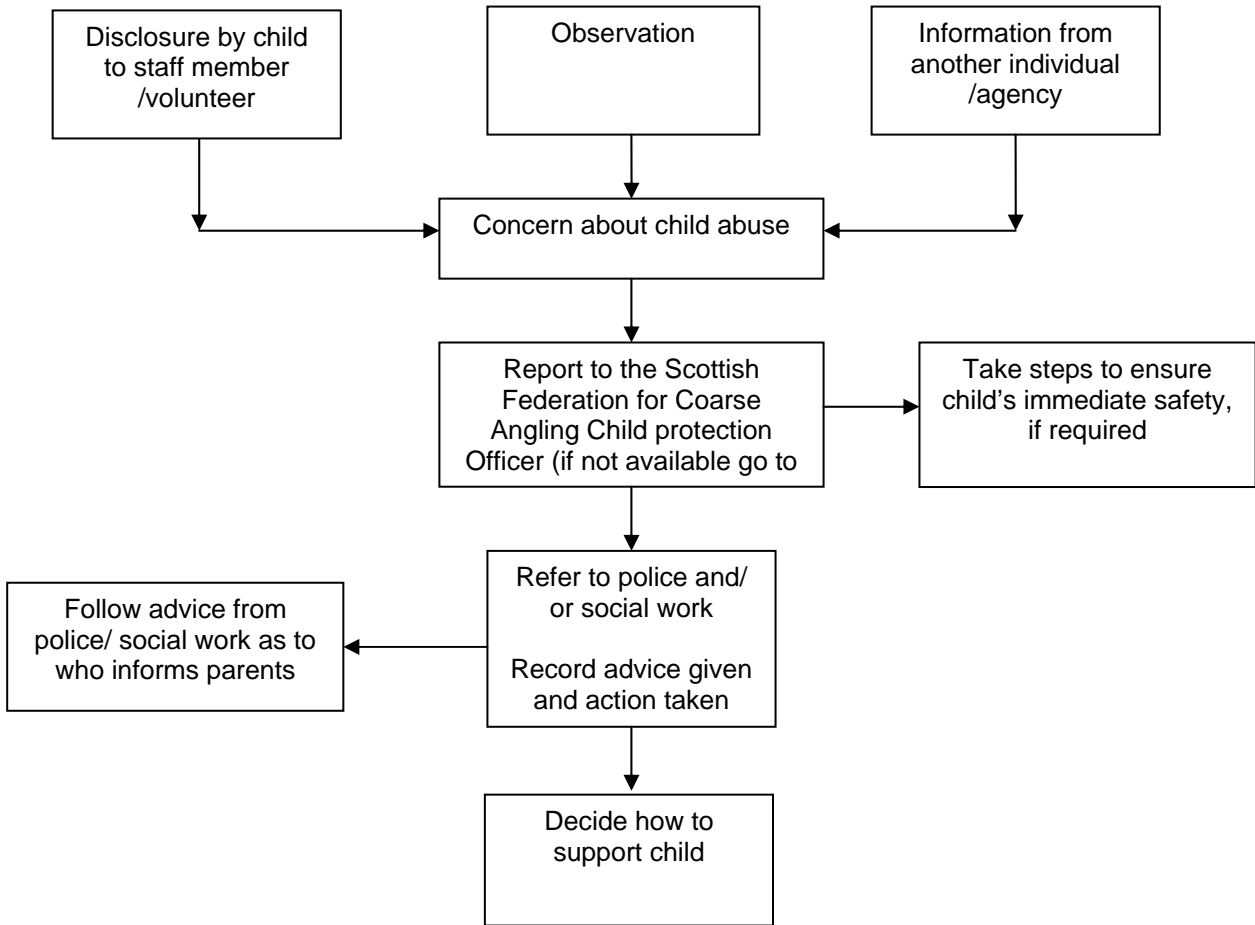 Disclosure by child
to staff member
/volunteer
Observation
Information from
another individual
/agency
Concern about child abuse
Report to the Scottish
Federation for Coarse
Angling Child protection
Officer (if not available go to
Take steps to ensure
child’s immediate safety,
if required
Refer to police and/
or social work
Record advice given
and action taken
Follow advice from
police/ social work as to
who informs parents
Decide how to
support child